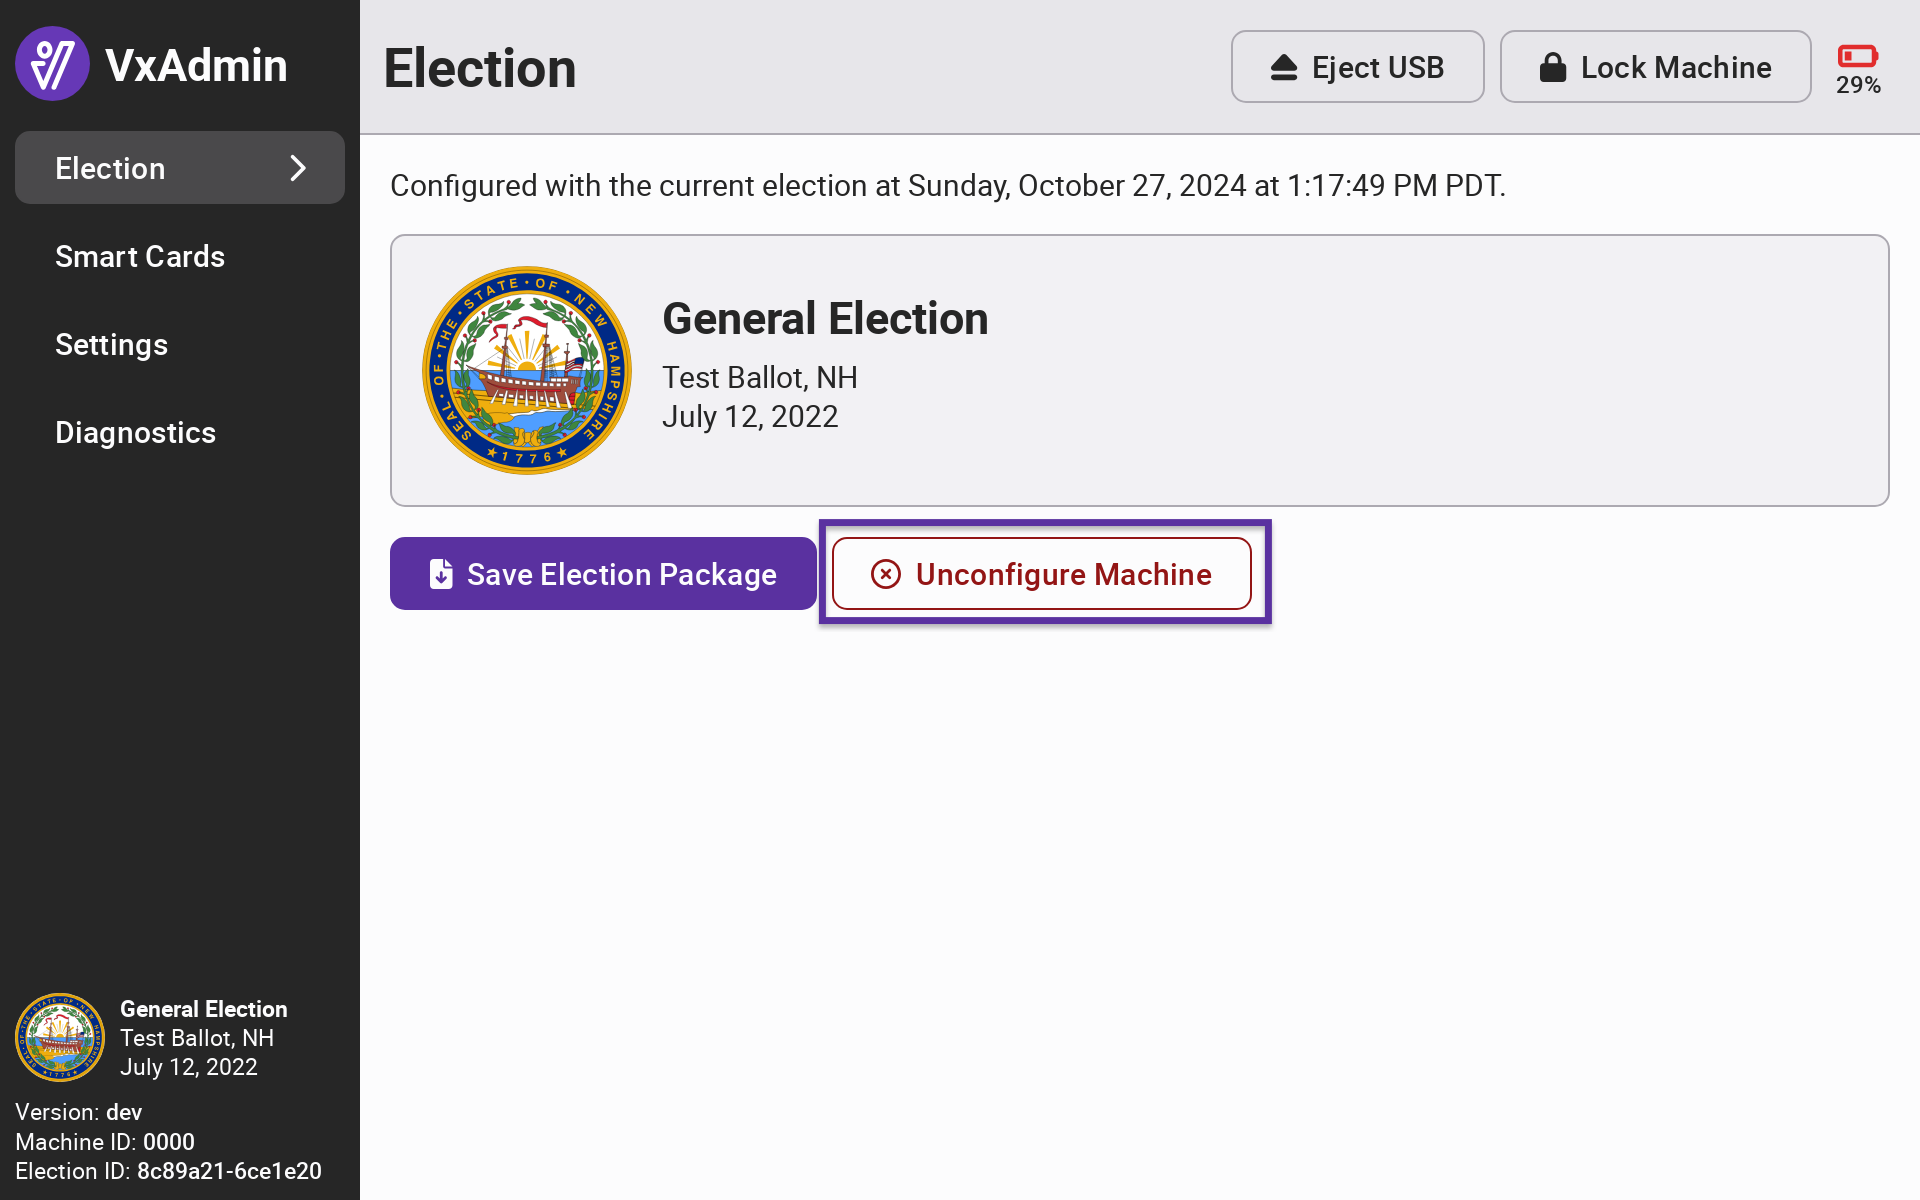 VxAdmin
Election
Smart Cards
Settings
Diagnostics
General Election
Test Ballot, NH
July 12, 2022
Version: dev
Machine ID: 0000
Election ID: 8c89a21-6ce1e20
Election
Eject USB
Lock Machine
29%
Configured with the current election at Sunday, October 27, 2024 at 1:17:49 PM PDT.
SEAL · OF · THE · STATE · OF · NEW HAMPSHIRE
★ 1776 ★
General Election
Test Ballot, NH
July 12, 2022
Save Election Package
Unconfigure Machine